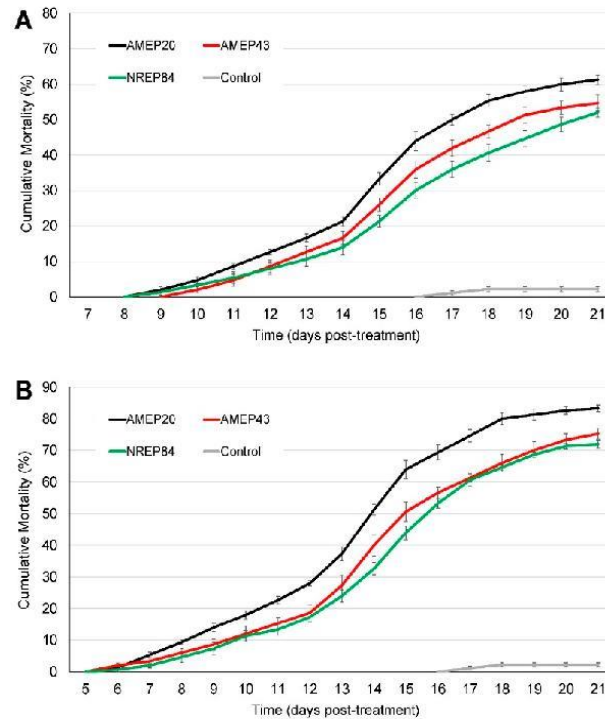 A
80
70
60
50
40
30
20
10
0
Cumulative Mortality (%)
AMEP20 AMEP43
NREP84 Control
7 8 9 10 11 12 13 14 15 16 17 18 19 20 21
Time (days post-treatment)
B
90
80
70
60
50
40
30
20
10
0
Cumulative Mortality (%)
AMEP20 AMEP43
NREP84 Control
5 6 7 8 9 10 11 12 13 14 15 16 17 18 19 20 21
Time (days post-treatment)